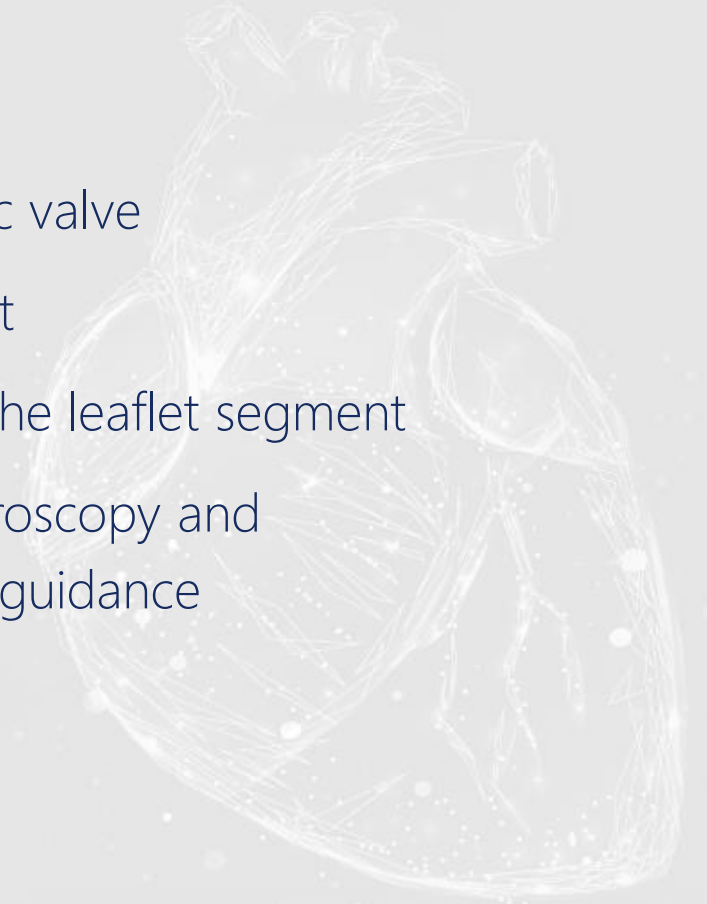 c valve
t
he leaflet segment
roscopy and
guidance